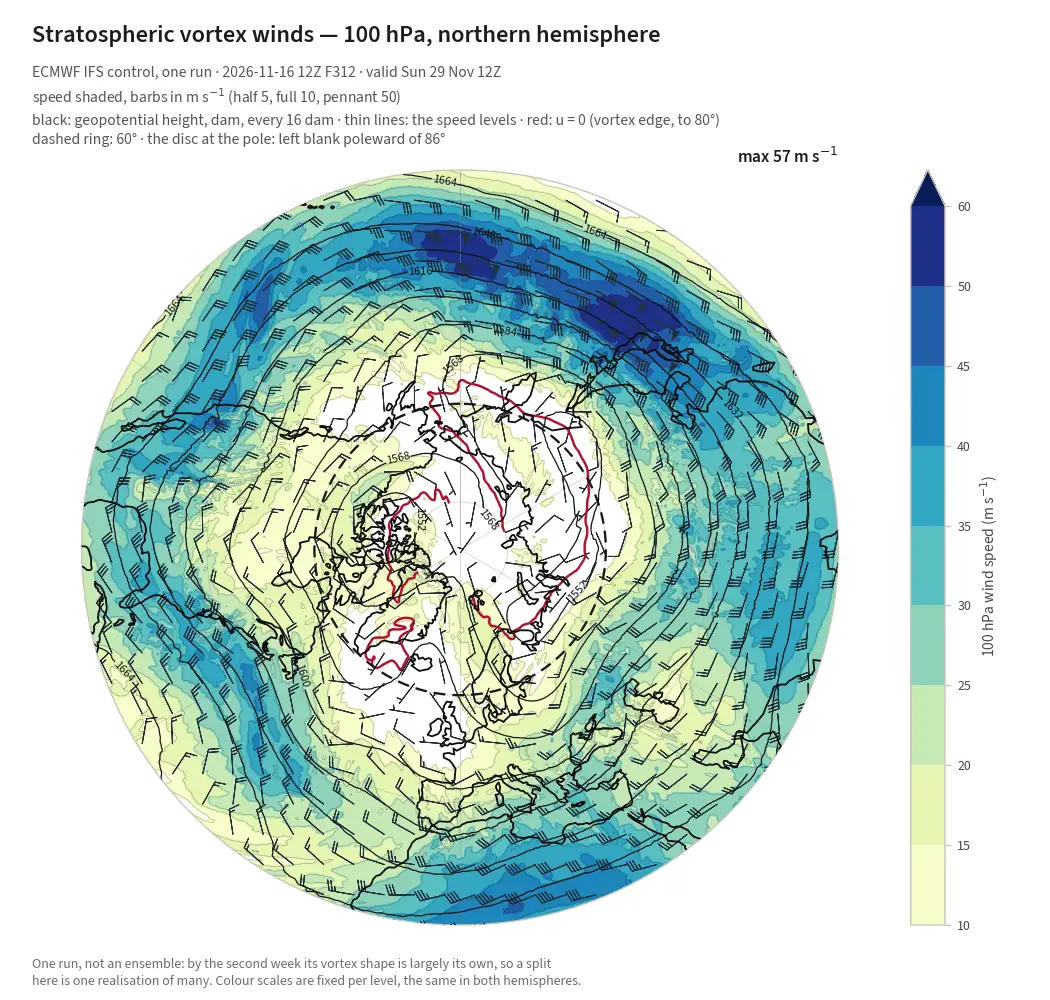 Stratospheric vortex winds — 100 hPa, northern hemisphere
ECMWF IFS control, one run · 2026-11-16 12Z F312 · valid Sun 29 Nov 12Z
speed shaded, barbs in m s⁻¹ (half 5, full 10, pennant 50)
black: geopotential height, dam, every 16 dam · thin lines: the speed levels · red: u = 0 (vortex edge, to 80°)
dashed ring: 60° · the disc at the pole: left blank poleward of 86°
max 57 m s⁻¹
1664
1664
1648
1616
1664
1584
1568
1632
1568
1552
1568
1552
1600
1664
60
50
45
40
35
30
25
20
15
10
100 hPa wind speed (m s⁻¹)
One run, not an ensemble: by the second week its vortex shape is largely its own, so a split
here is one realisation of many. Colour scales are fixed per level, the same in both hemispheres.